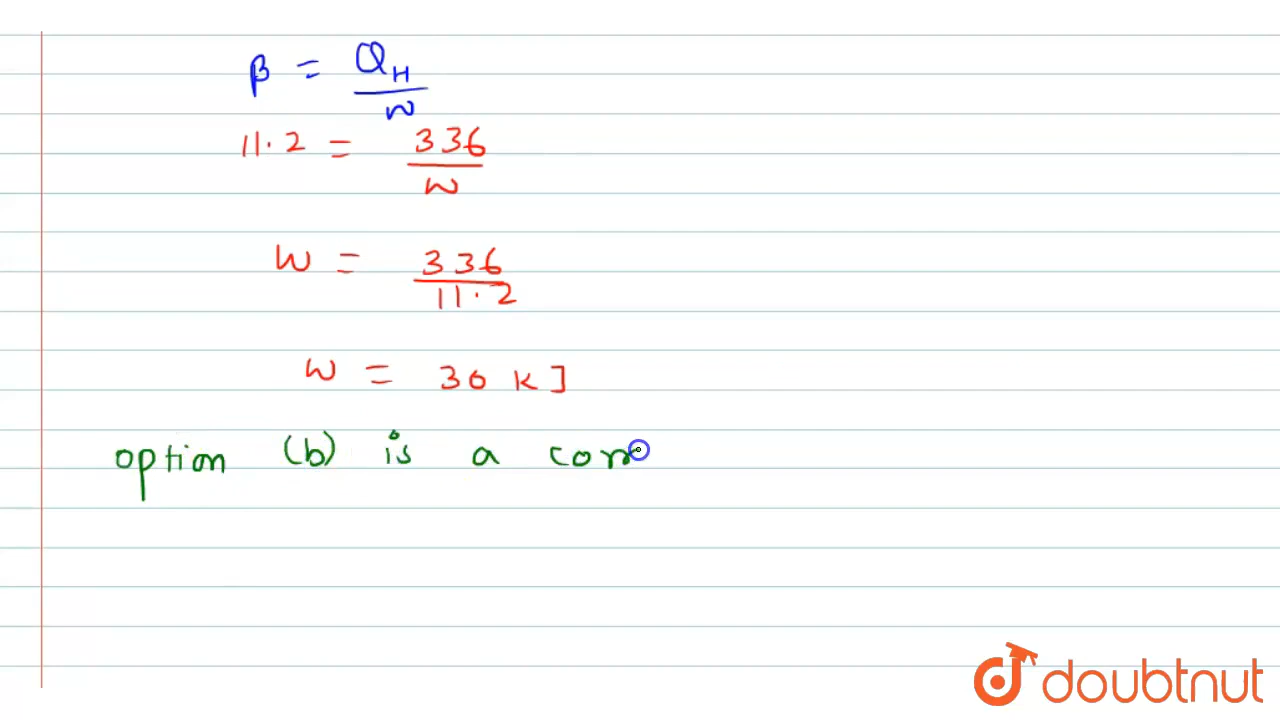 β = Q_H / W
11.2 = 336 / W
W = 336 / 11.2
W = 30 KJ
option (b) is a corr
doubtnut